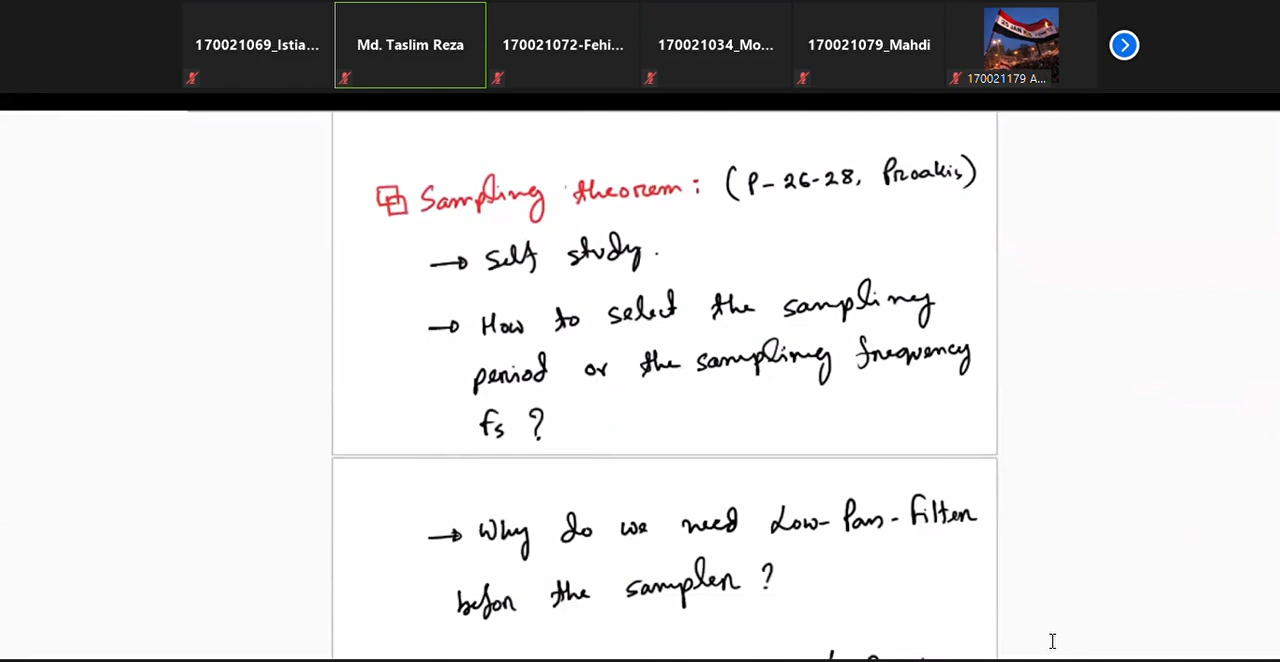 170021069_Istia...
Md. Taslim Reza
170021072-Fehi...
170021034_Mo...
170021079_Mahdi
170021179 A...
Sampling theorem: (P-26-28, Proakis)
→ Self study.
→ How to select the sampling
period or the sampling frequency
fs ?
→ Why do we need Low-Pass-Filter
before the sampler ?